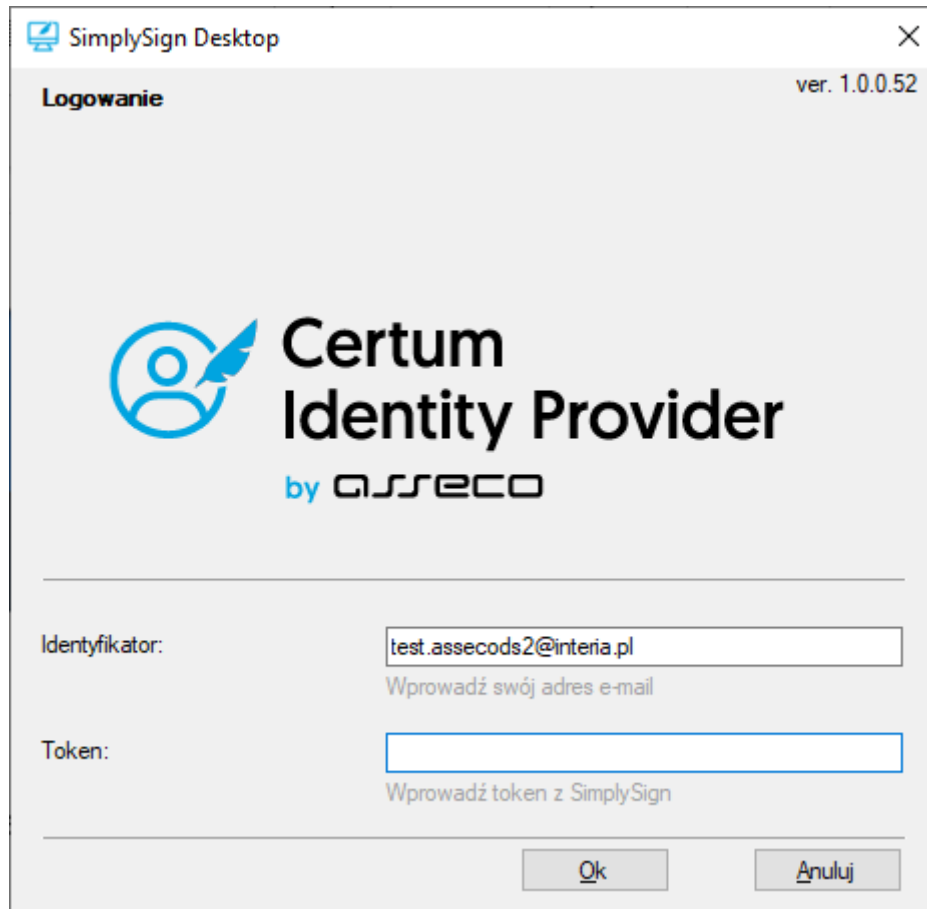 SimplySign Desktop
ver. 1.0.0.52
Logowanie
Certum
Identity Provider
by asseco
Identyfikator:
test.assecods2@interia.pl
Wprowadź swój adres e-mail
Token:
Wprowadź token z SimplySign
Ok
Anuluj